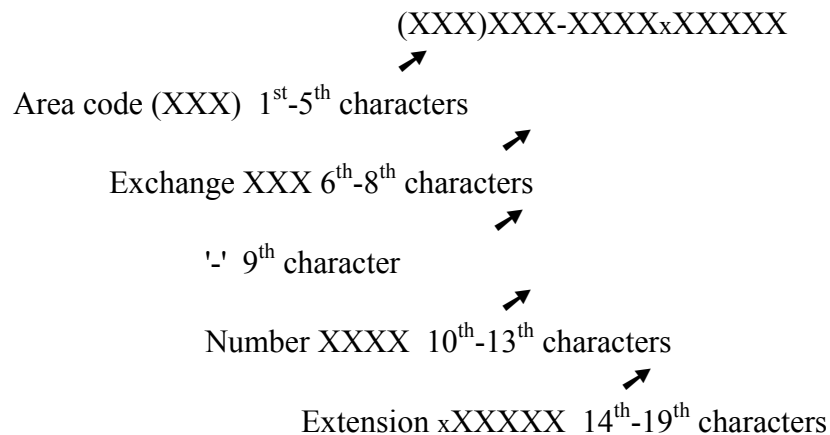 (XXX)XXX-XXXXxXXXXX
Area code (XXX) 1st-5th characters
Exchange XXX 6th-8th characters
'-' 9th character
Number XXXX 10th-13th characters
Extension xXXXXX 14th-19th characters